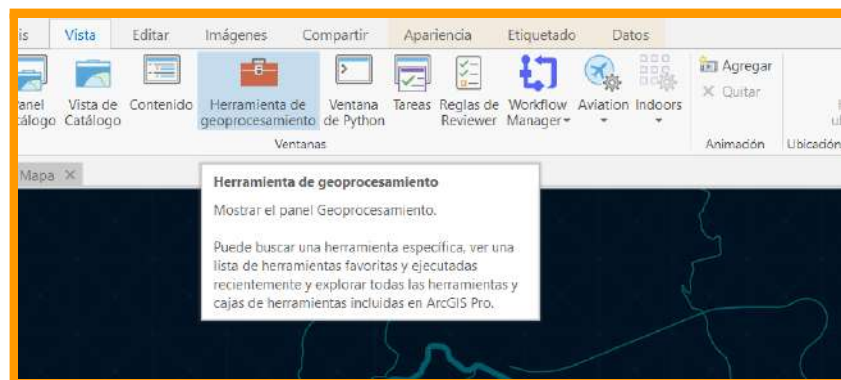 is Vista Editar Imágenes Compartir Apariencia Etiquetado Datos
Vista de Contenido Herramienta de Ventana Tareas Reglas de Workflow Aviation Indoors Agregar
Catálogo geoprocesamiento de Python Reviewer Manager Quitar
Ventanas Animación Ubicación
Mapa
Herramienta de geoprocesamiento
Mostrar el panel Geoprocesamiento.
Puede buscar una herramienta específica, ver una
lista de herramientas favoritas y ejecutadas
recientemente y explorar todas las herramientas y
cajas de herramientas incluidas en ArcGIS Pro.